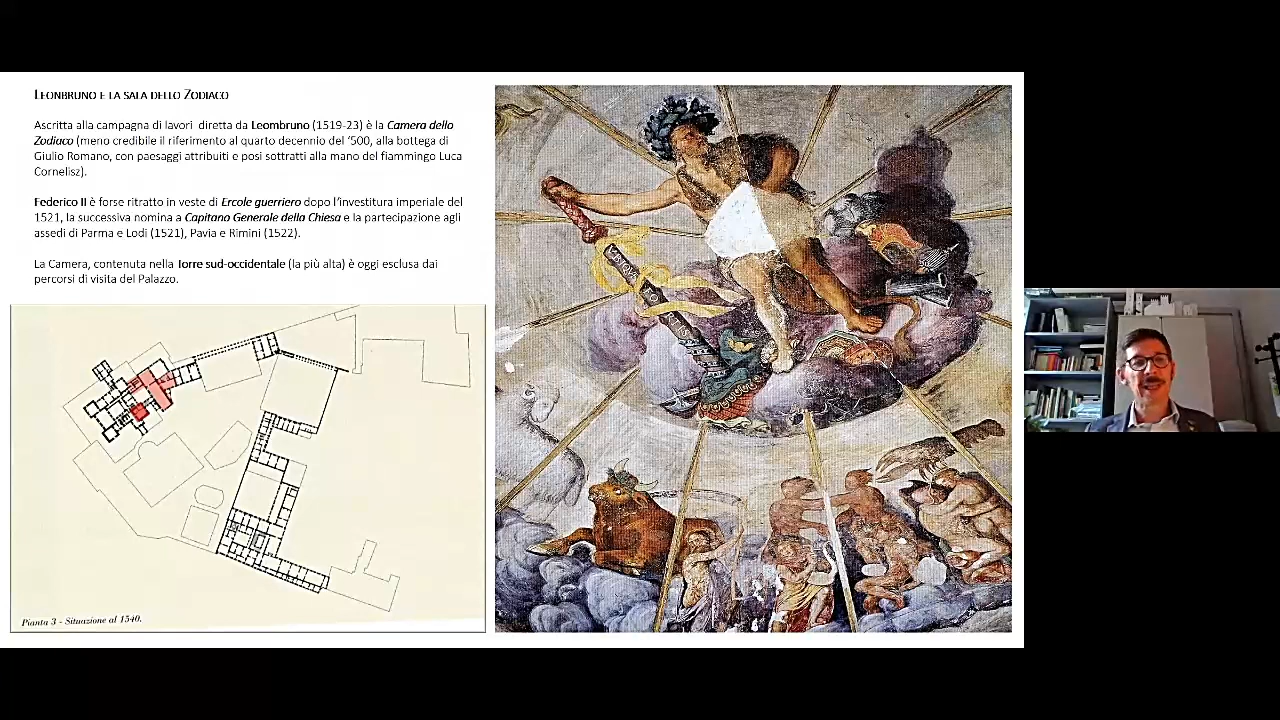 LEONBRUNO E LA SALA DELLO ZODIACO
Ascritta alla campagna di lavori diretta da Leombruno (1519-23) è la Camera dello
Zodiaco (meno credibile il riferimento al quarto decennio del ‘500, alla bottega di
Giulio Romano, con paesaggi attribuiti e posi sottratti alla mano del fiammingo Luca
Cornelisz).
Federico II è forse ritratto in veste di Ercole guerriero dopo l’investitura imperiale del
1521, la successiva nomina a Capitano Generale della Chiesa e la partecipazione agli
assedi di Parma e Lodi (1521), Pavia e Rimini (1522).
La Camera, contenuta nella Torre sud-occidentale (la più alta) è oggi esclusa dai
percorsi di visita del Palazzo.
Pianta 3 - Situazione al 1540.